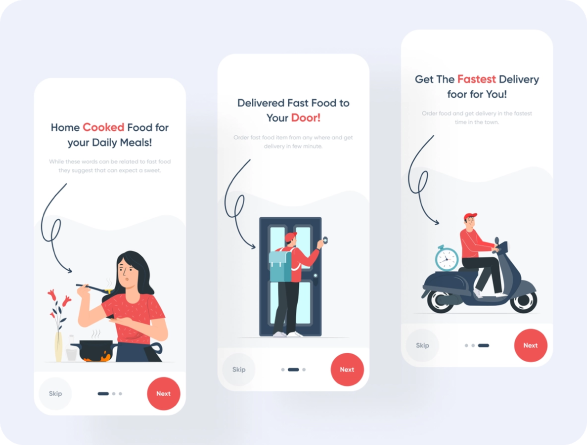 Home Cooked Food for
your Daily Meals!
While these words can be related to fast food
they suggest that can expect a sweet.
Skip
Next
Delivered Fast Food to
Your Door!
Order fast food item from any where and get
delivery in few minute.
Skip
Next
Get The Fastest Delivery
foor for You!
Order food and get delivery in the fastest
time in the town.
Skip
Next